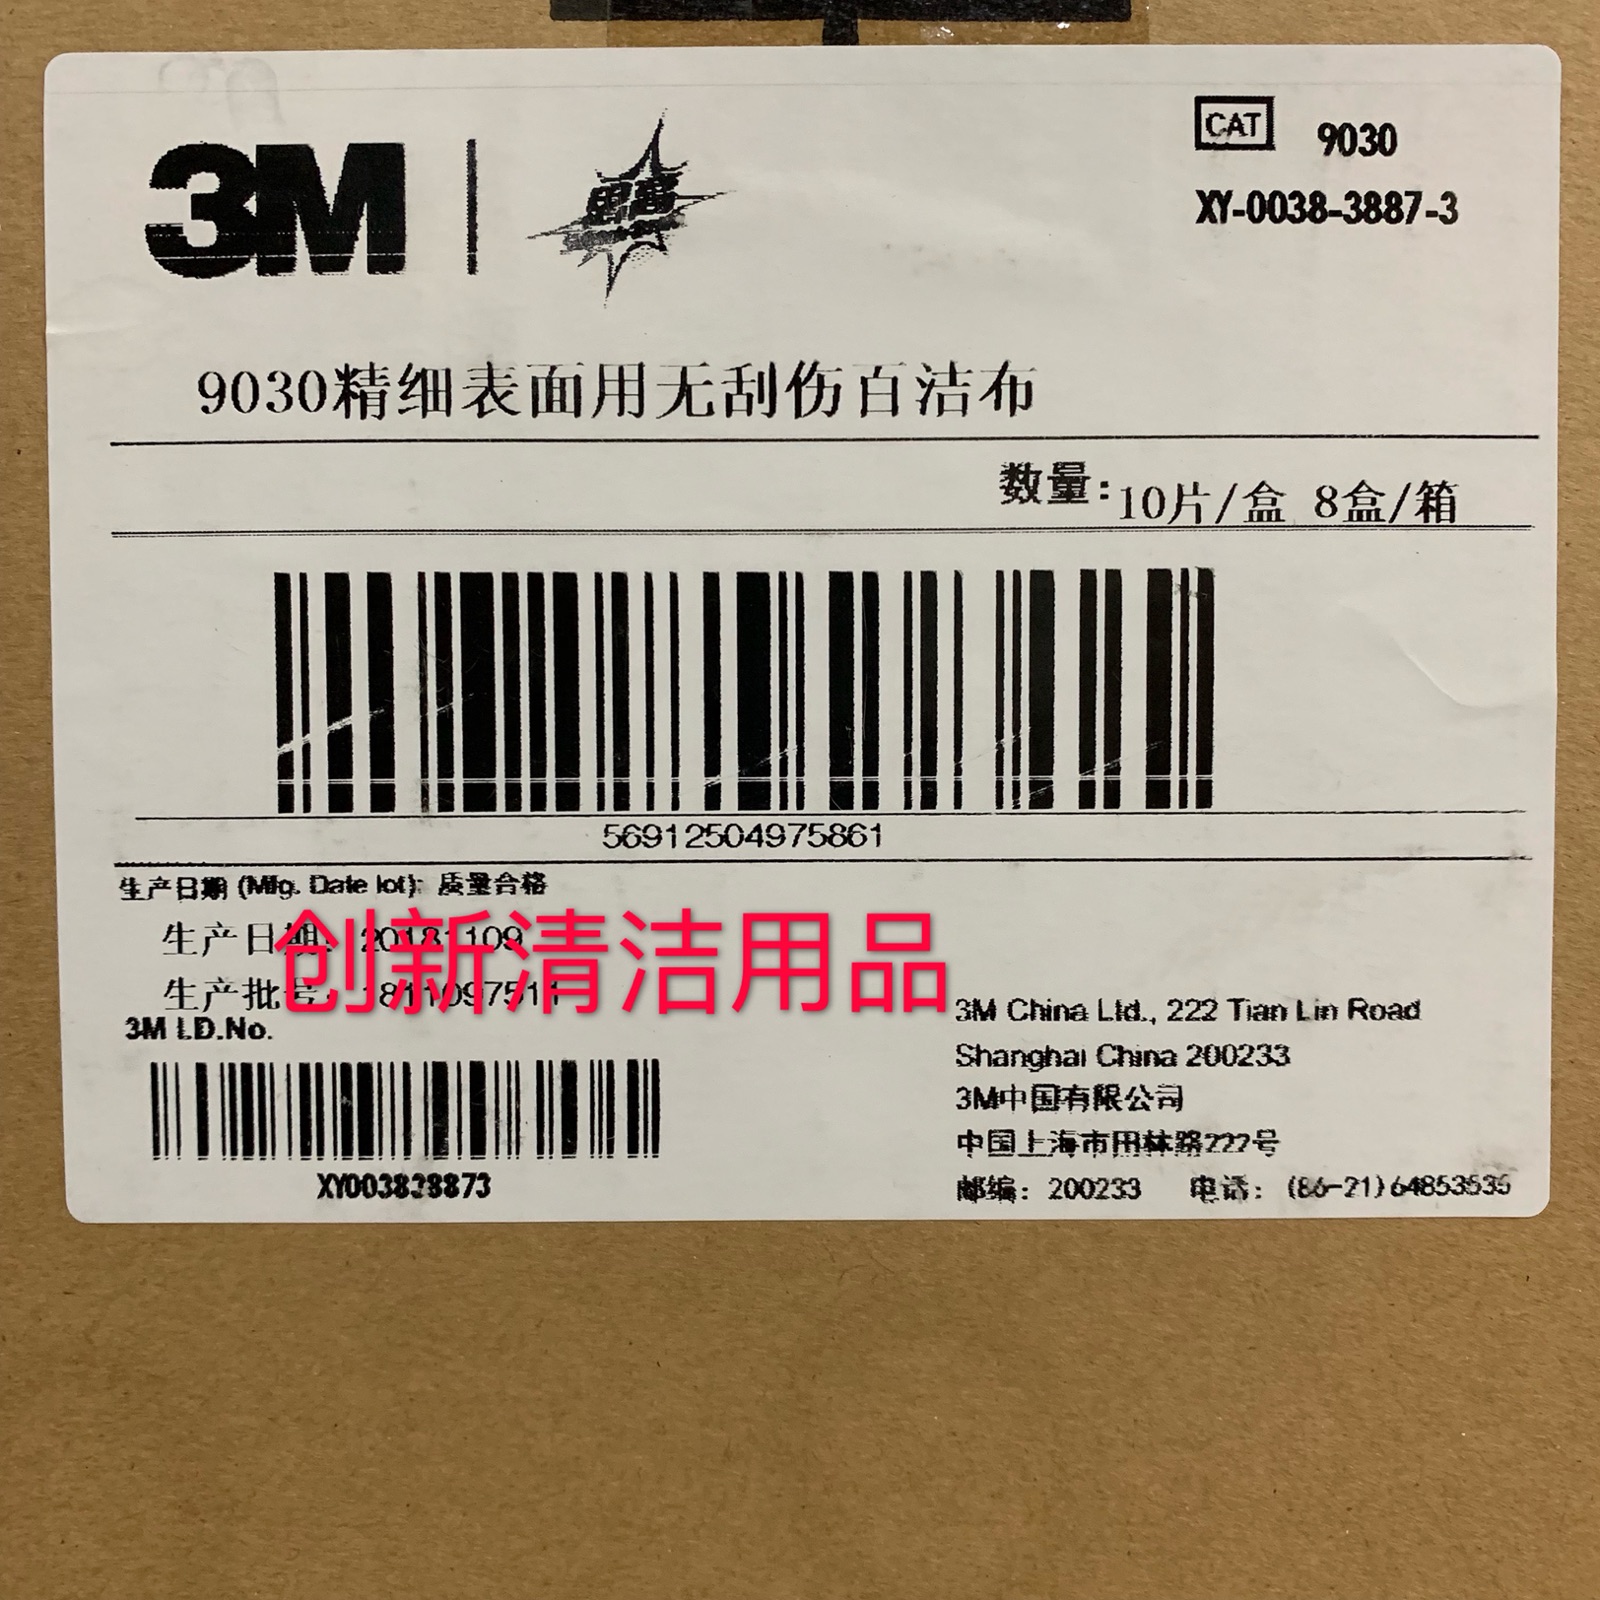 3M
思高
CAT 9030
XY-0038-3887-3
9030精细表面用无刮伤百洁布
数量: 10片/盒 8盒/箱
56912504975861
生产日期 (Mfg. Date lot): 质量合格
生产日期: 20181109
创新清洁用品
生产批号:
3M I.D.No.
XY003838873
3M China Ltd., 222 Tian Lin Road
Shanghai China 200233
3M中国有限公司
中国上海市田林路222号
邮编: 200233 电话: (86-21)64853535